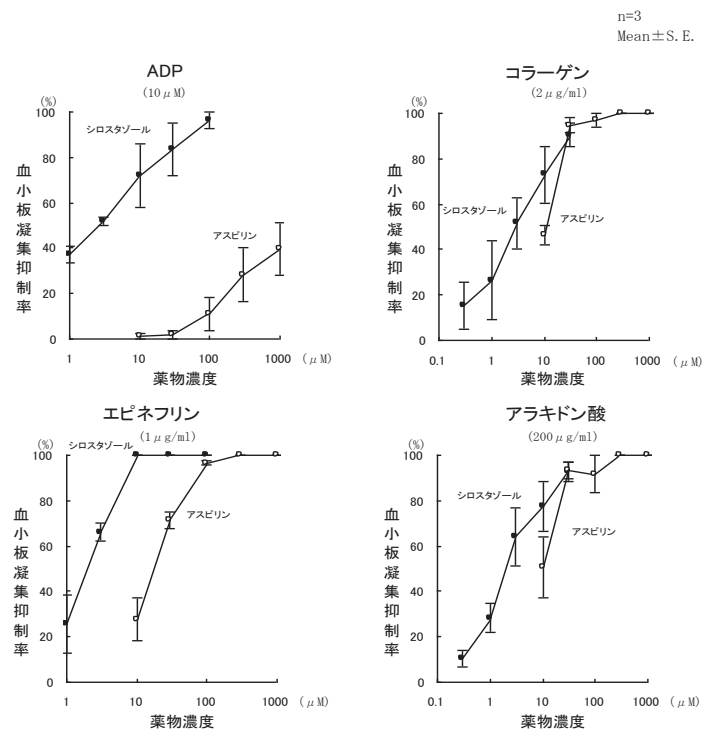 n=3
Mean±S.E.
ADP
(10μM)
(%)
100
80
60
40
20
0
血小板凝集抑制率
シロスタゾール
アスピリン
1
10
100
1000
(μM)
薬物濃度
コラーゲン
(2μg/ml)
(%)
100
80
60
40
20
0
血小板凝集抑制率
シロスタゾール
アスピリン
0.1
1
10
100
1000
(μM)
薬物濃度
エピネフリン
(1μg/ml)
(%)
シロスタゾール
100
80
60
40
20
0
血小板凝集抑制率
アスピリン
1
10
100
1000
(μM)
薬物濃度
アラキドン酸
(200μg/ml)
(%)
100
80
60
40
20
0
血小板凝集抑制率
シロスタゾール
アスピリン
0.1
1
10
100
1000
(μM)
薬物濃度